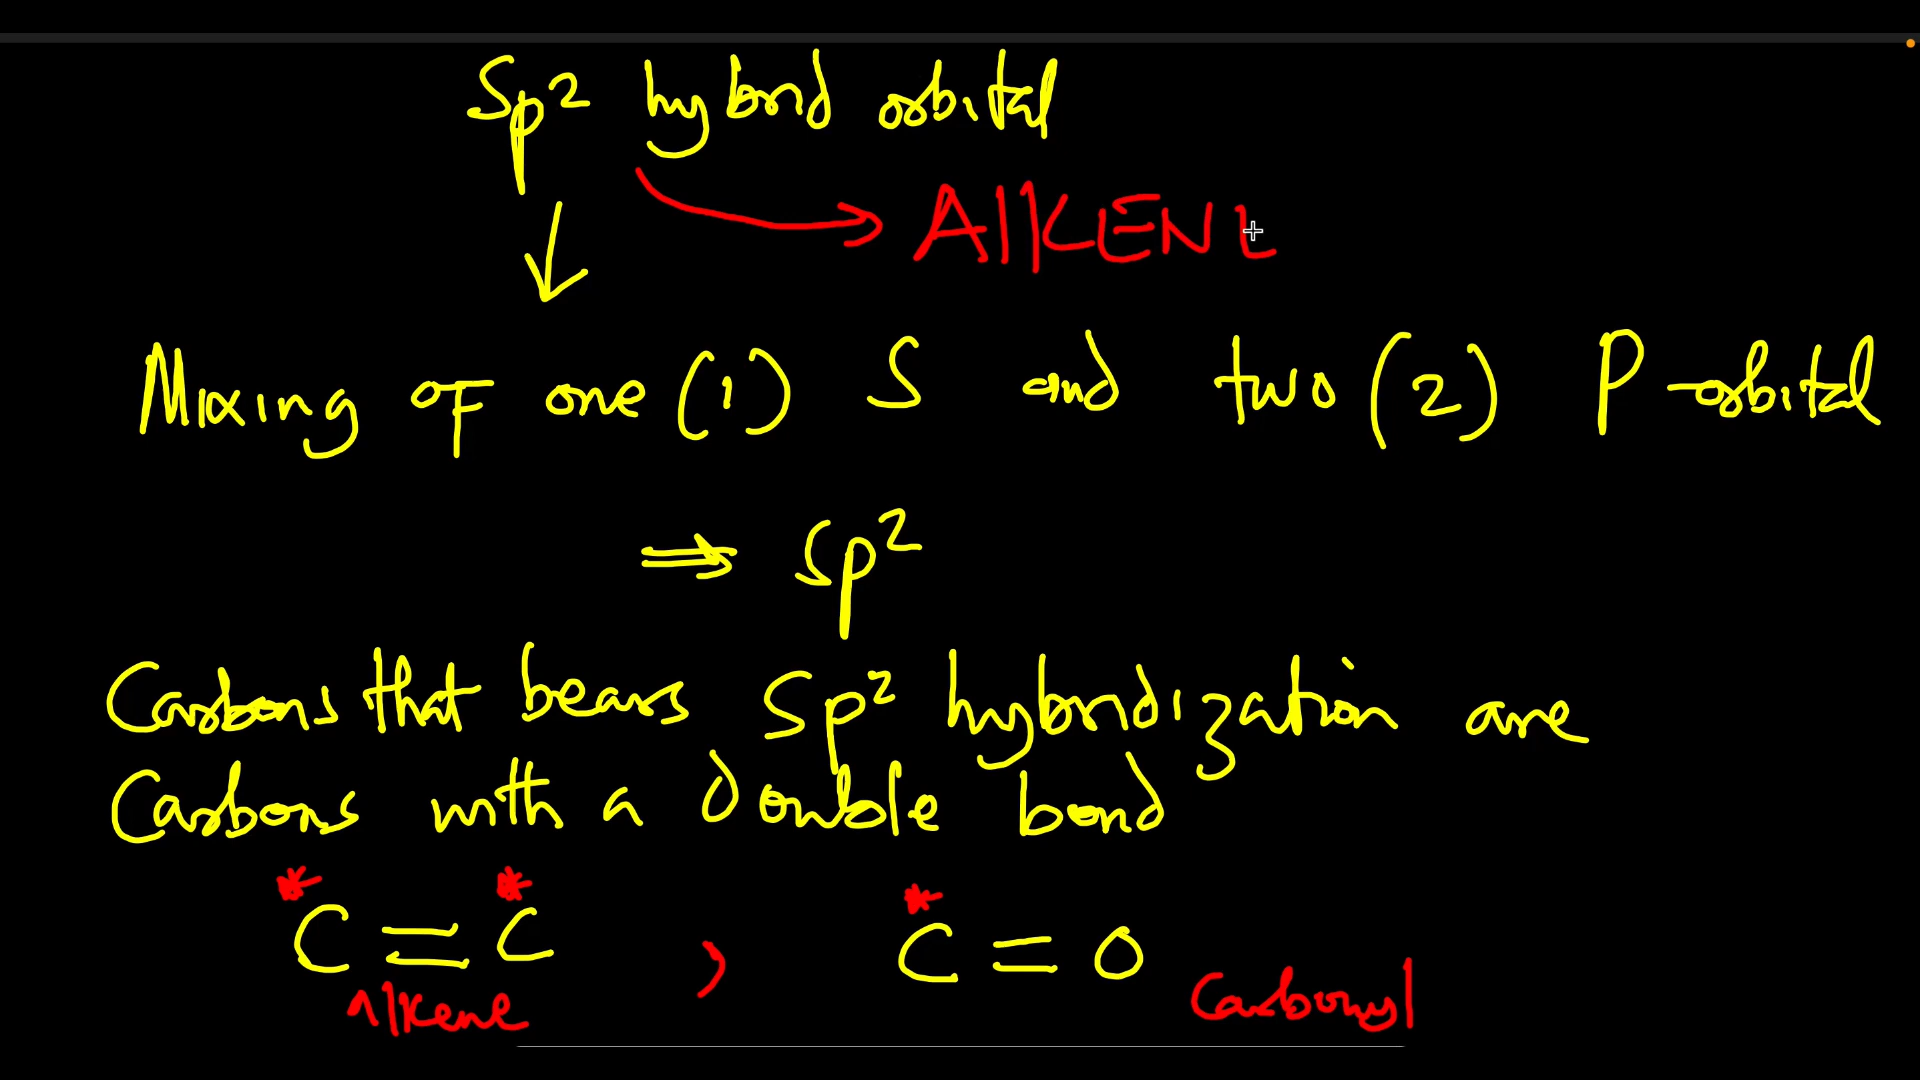 Sp² hybrid orbital
AlKENE
Mixing of one (1) S and two (2) P-orbital
⇒ Sp²
Carbons that bears Sp² hybridization are
Carbons with a double bond
* * *
C = C , C = O
Alkene Carbonyl